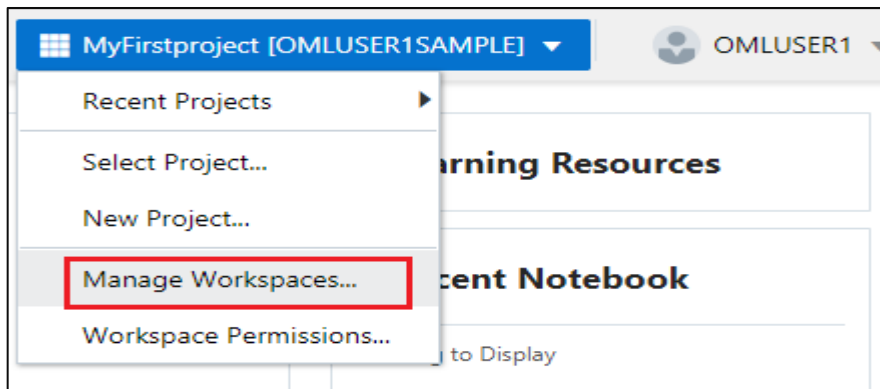 MyFirstproject [OMLUSER1SAMPLE]
OMLUSER1
Recent Projects
Select Project...
arning Resources
New Project...
Manage Workspaces...
cent Notebook
Workspace Permissions...
to Display